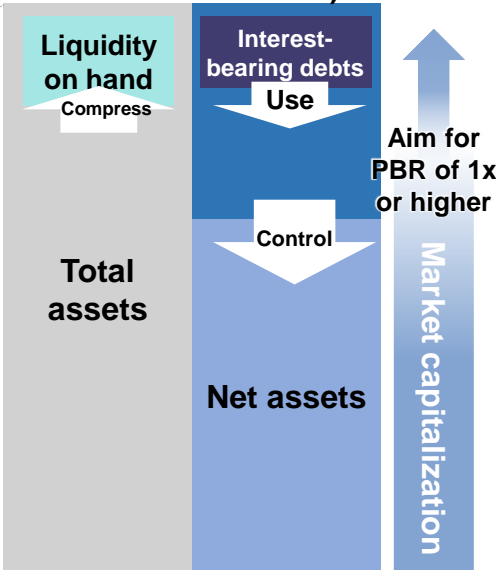 Liquidity
on hand
Compress
Total
assets
Interest-
bearing debts
Use
Control
Net assets
Aim for
PBR of 1x
or higher
Market capitalization